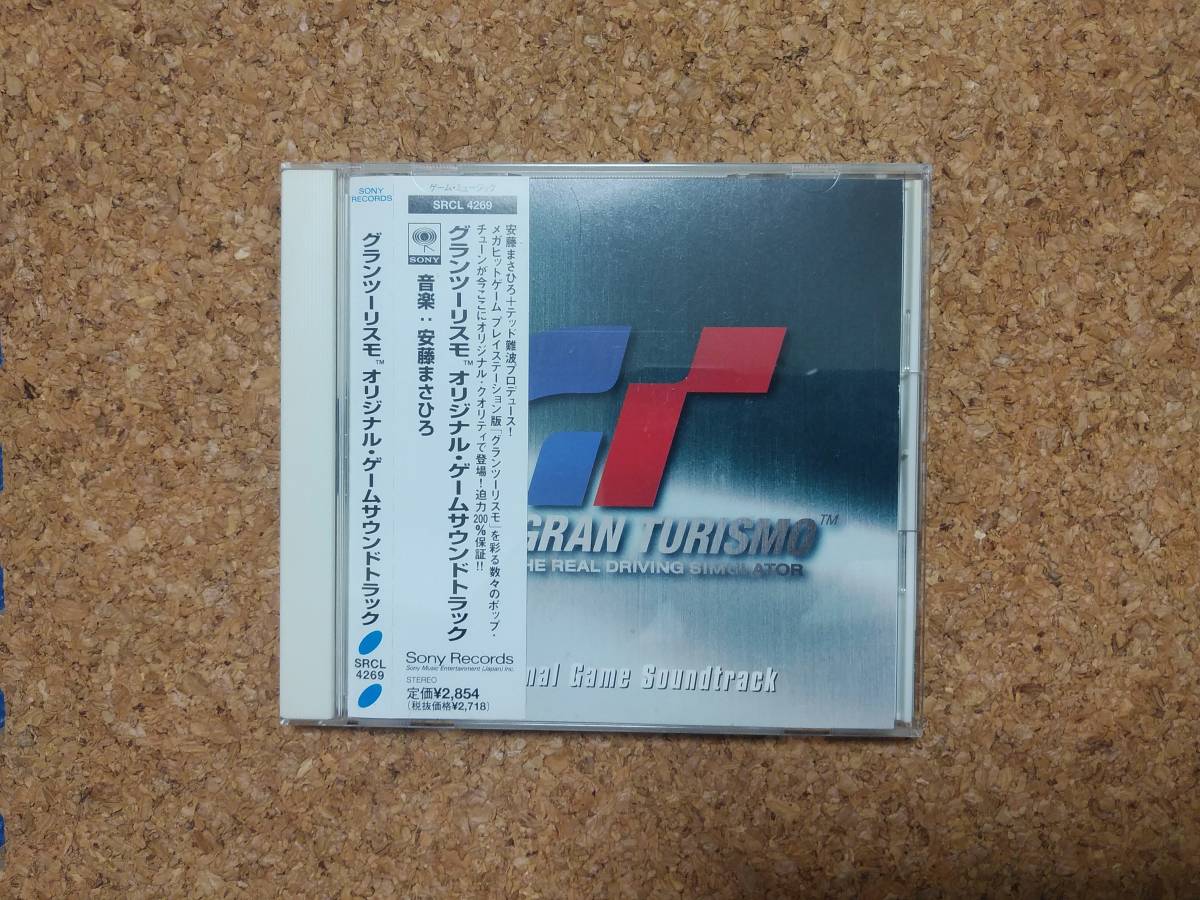 SONY
RECORDS
グランツーリスモ™ オリジナル・ゲームサウンドトラック
SRCL
4269
ゲーム・ミュージック
SRCL 4269
SONY
グランツーリスモ™ オリジナル・ゲームサウンドトラック
音楽:安藤まさひろ
安藤まさひろ+テッド難波プロデュース!
メガヒットゲーム プレイステーション版「グランツーリスモ」を彩る数々のポップ・
チューンが今ここにオリジナル・クオリティで登場!迫力200%保証!!
Sony Records
Sony Music Entertainment (Japan) Inc.
STEREO
定価¥2,854
(税抜価格¥2,718)
GRAN TURISMO™
HE REAL DRIVING SIMULATOR
nal Game Soundtrack